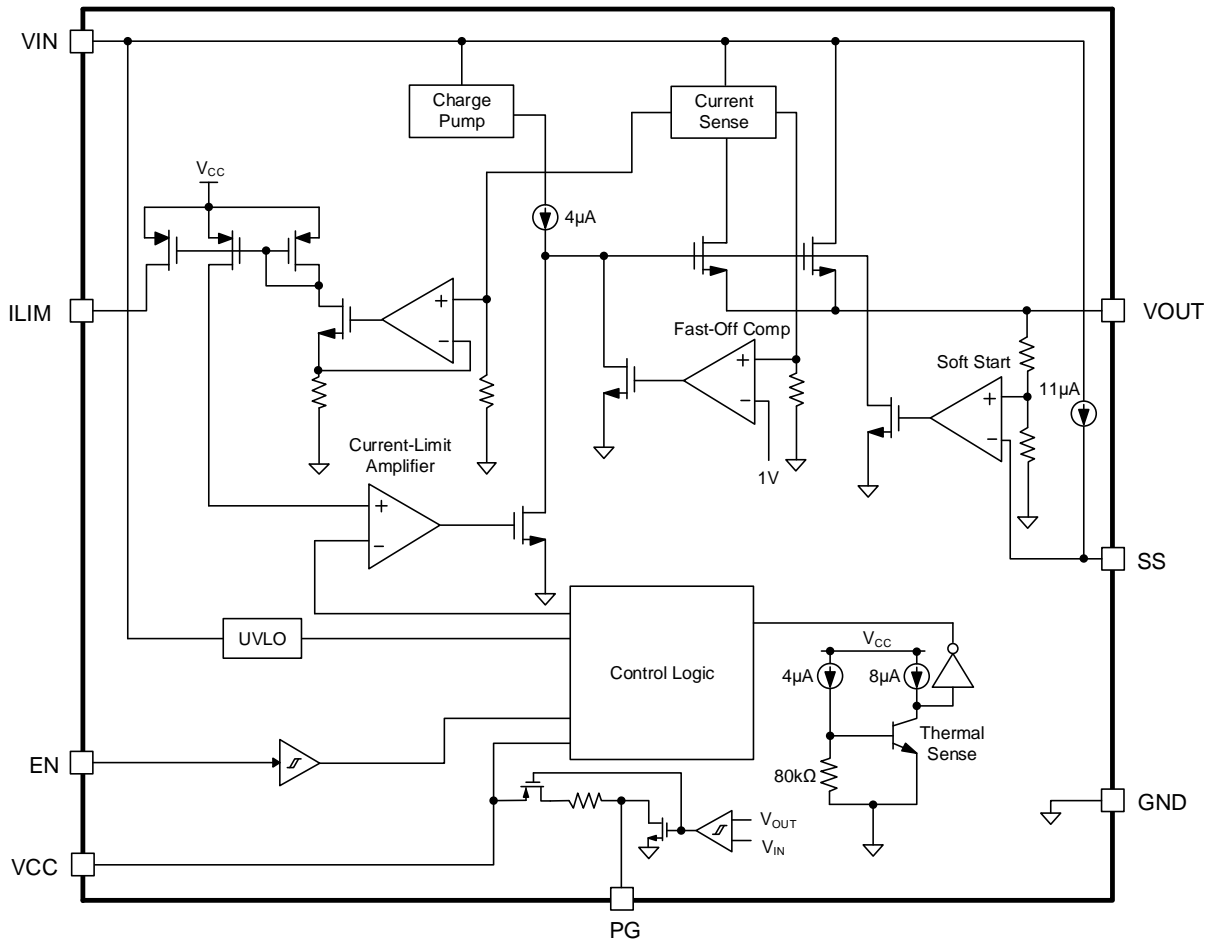 VIN
Charge
Pump
Current
Sense
VCC
4µA
ILIM
VOUT
Fast-Off Comp
Soft Start
11µA
+
−
+
−
+
−
1V
Current-Limit
Amplifier
+
−
SS
UVLO
Control Logic
VCC
4µA
8µA
Thermal
Sense
EN
80kΩ
GND
VOUT
VIN
VCC
PG